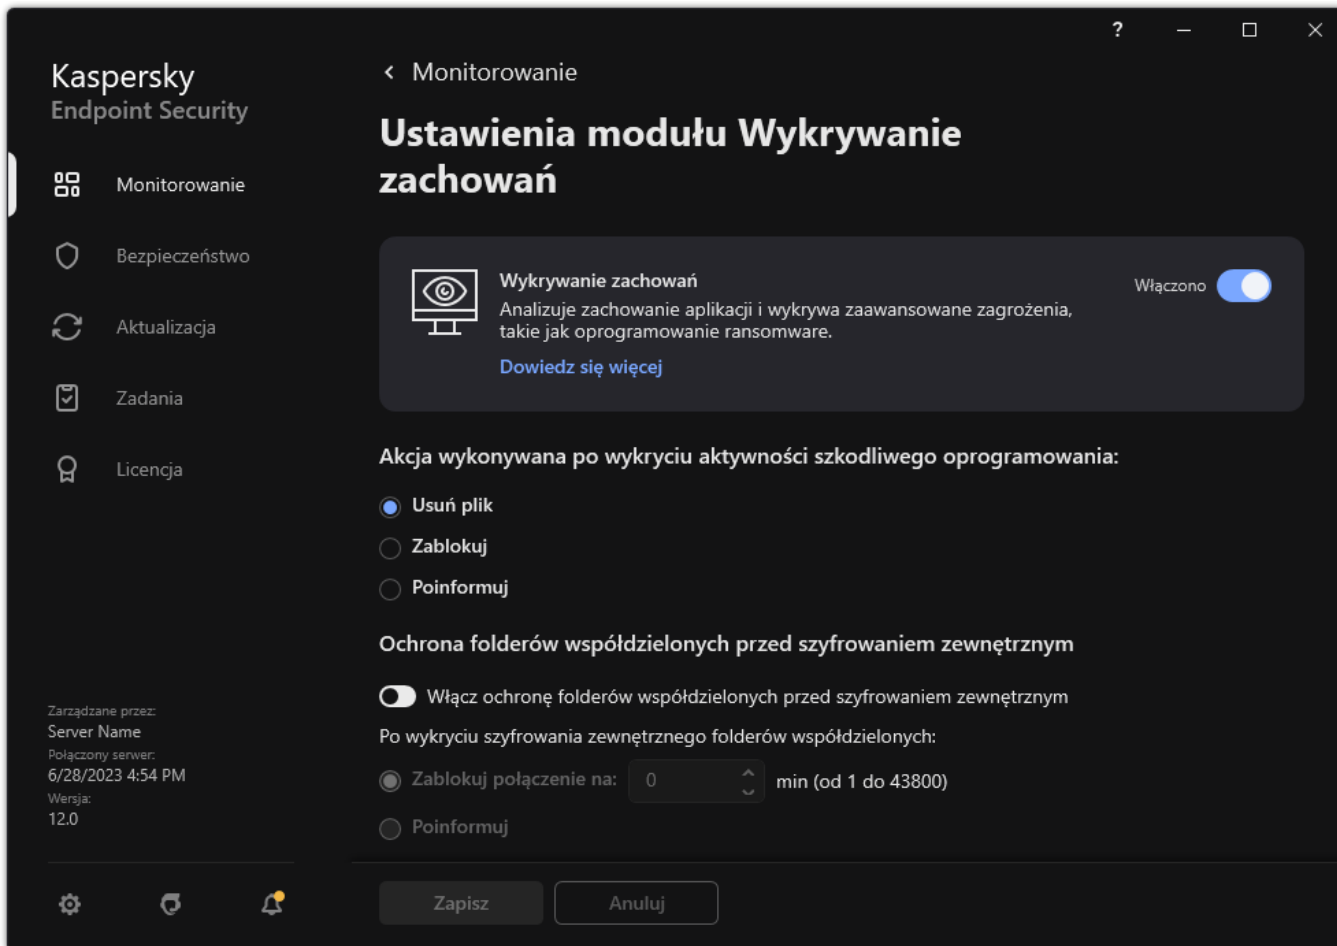 ?
Kaspersky
Endpoint Security
Monitorowanie
Bezpieczeństwo
Aktualizacja
Zadania
Licencja
Zarządzane przez:
Server Name
Połączony serwer:
6/28/2023 4:54 PM
Wersja:
12.0
Monitorowanie
Ustawienia modułu Wykrywanie
zachowań
Wykrywanie zachowań
Analizuje zachowanie aplikacji i wykrywa zaawansowane zagrożenia,
takie jak oprogramowanie ransomware.
Dowiedz się więcej
Włączono
Akcja wykonywana po wykryciu aktywności szkodliwego oprogramowania:
Usuń plik
Zablokuj
Poinformuj
Ochrona folderów współdzielonych przed szyfrowaniem zewnętrznym
Włącz ochronę folderów współdzielonych przed szyfrowaniem zewnętrznym
Po wykryciu szyfrowania zewnętrznego folderów współdzielonych:
Zablokuj połączenie na: 0 min (od 1 do 43800)
Poinformuj
Zapisz Anuluj